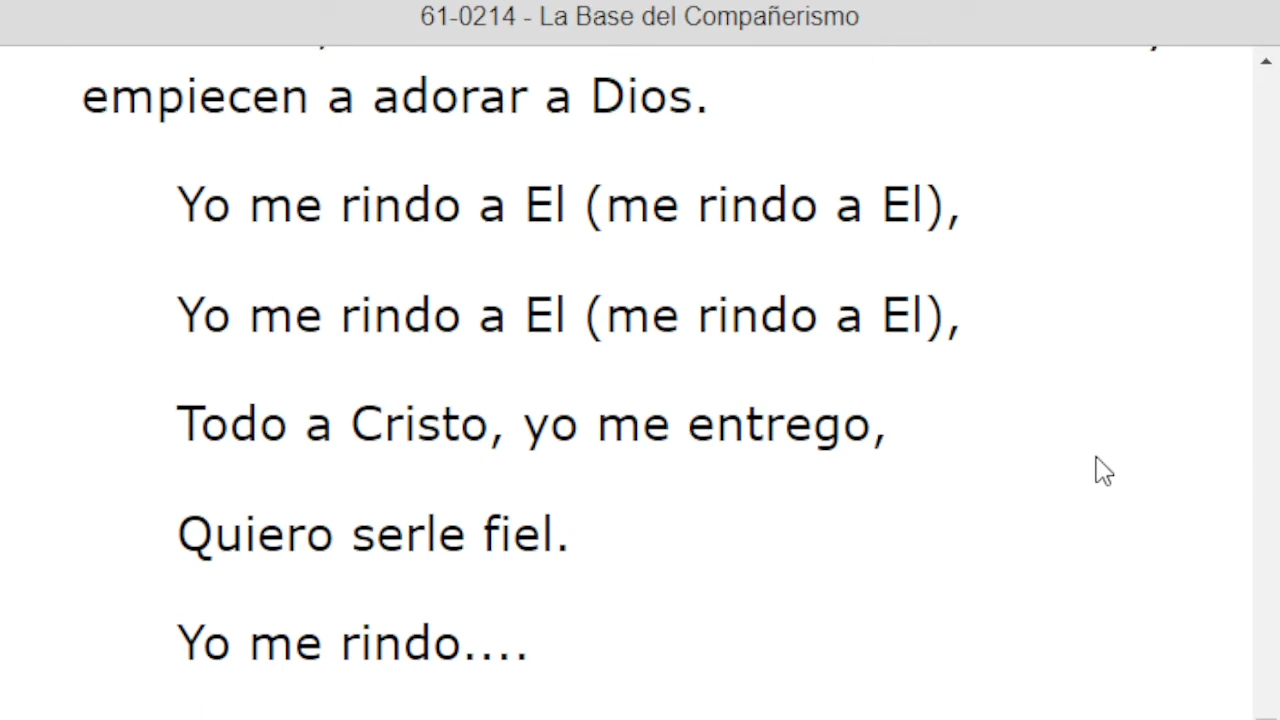 61-0214 - La Base del Compañerismo
empiecen a adorar a Dios.
Yo me rindo a El (me rindo a El),
Yo me rindo a El (me rindo a El),
Todo a Cristo, yo me entrego,
Quiero serle fiel.
Yo me rindo....